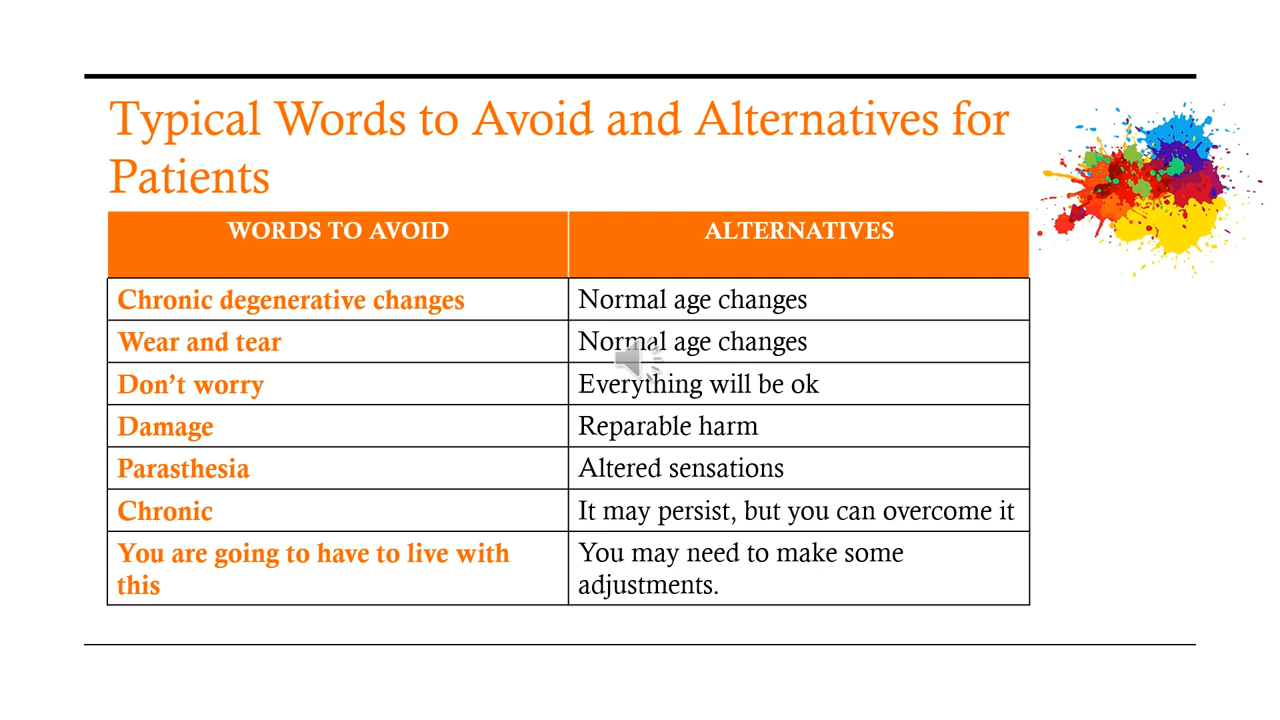 Typical Words to Avoid and Alternatives for
Patients
WORDS TO AVOID
ALTERNATIVES
Chronic degenerative changes
Normal age changes
Wear and tear
Normal age changes
Don’t worry
Everything will be ok
Damage
Reparable harm
Parasthesia
Altered sensations
Chronic
It may persist, but you can overcome it
You are going to have to live with
this
You may need to make some
adjustments.